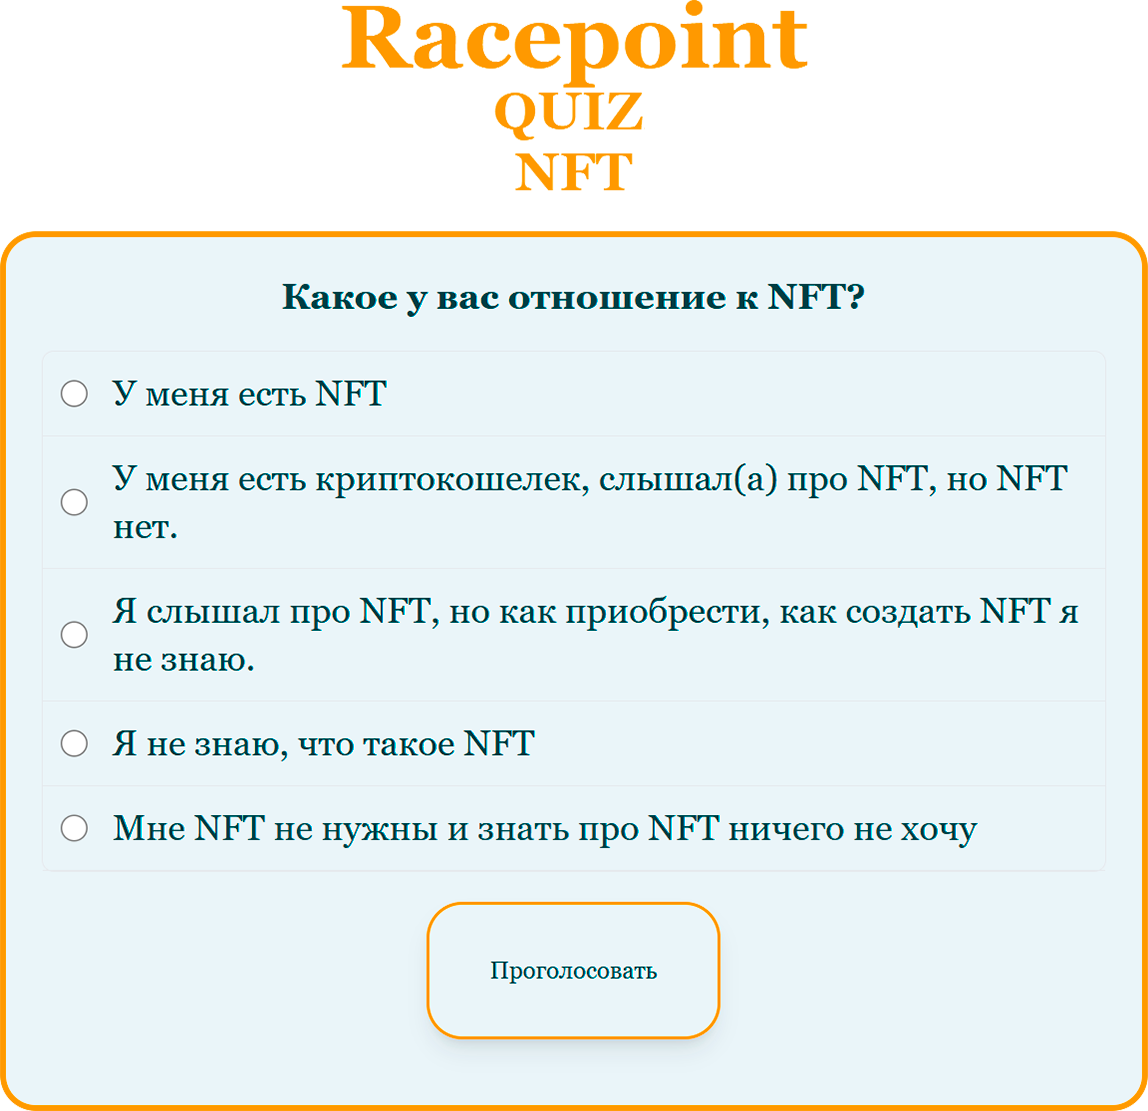 Racepoint
QUIZ
NFT
Какое у вас отношение к NFT?
У меня есть NFT
У меня есть криптокошелек, слышал(а) про NFT, но NFT
нет.
Я слышал про NFT, но как приобрести, как создать NFT я
не знаю.
Я не знаю, что такое NFT
Мне NFT не нужны и знать про NFT ничего не хочу
Проголосовать